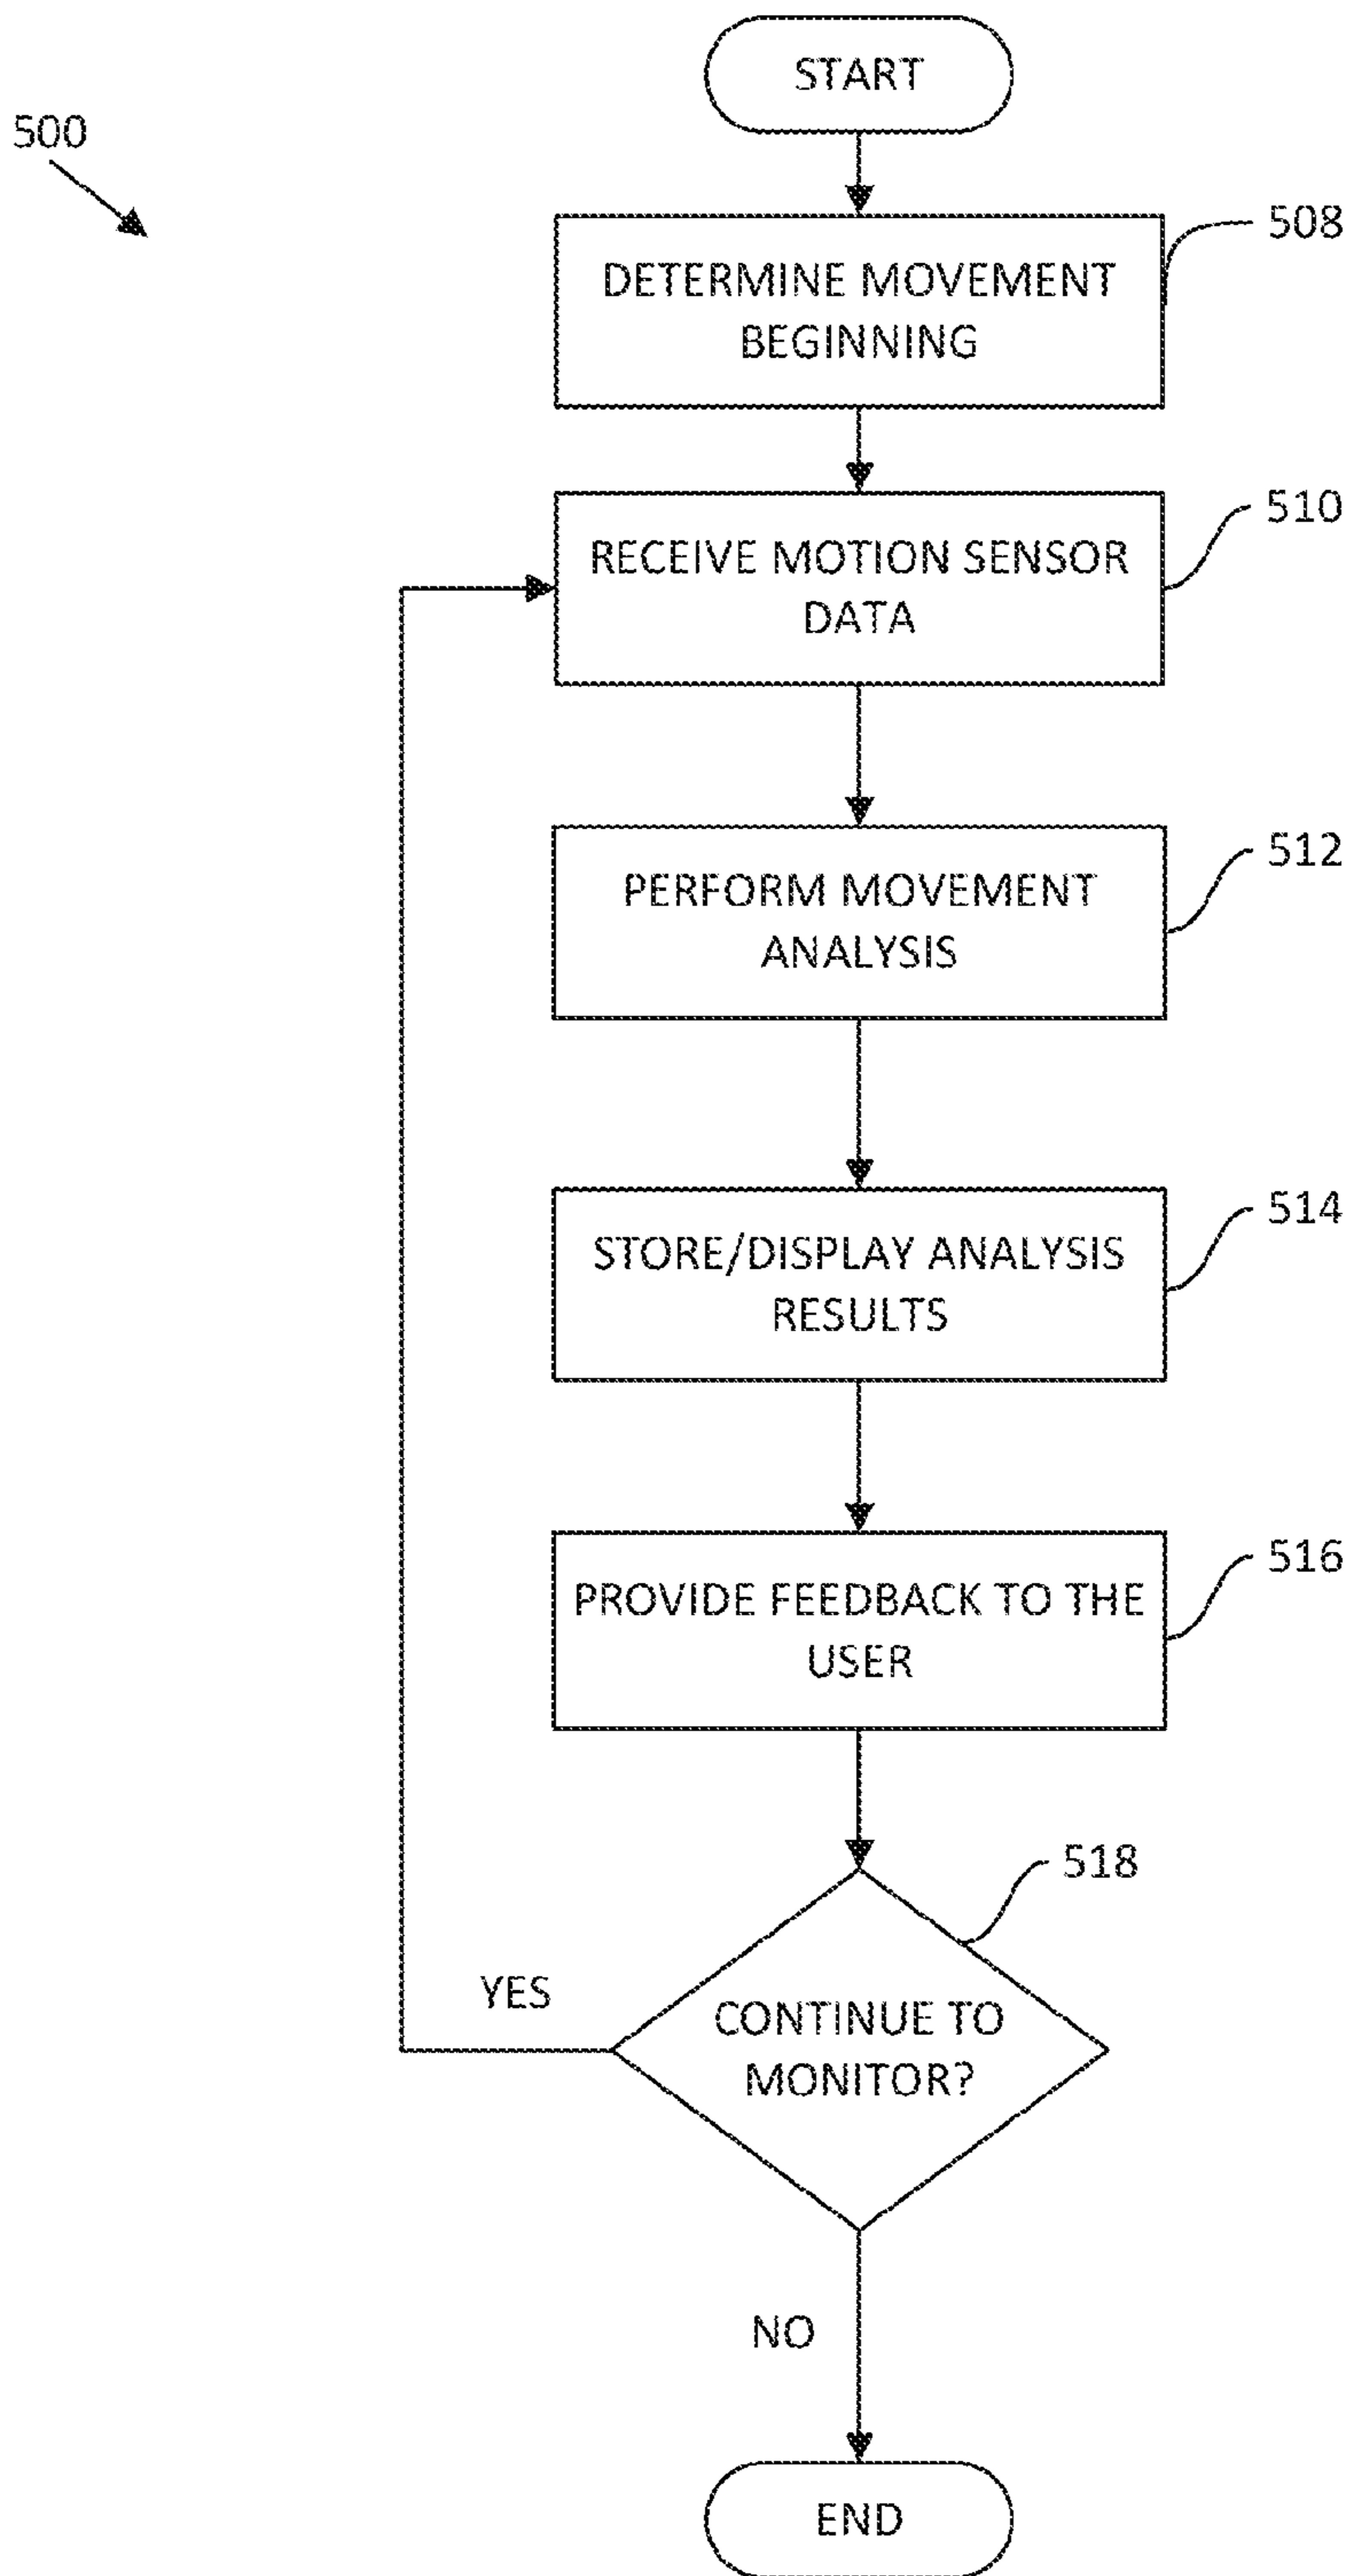 START
500
508
DETERMINE MOVEMENT
BEGINNING
510
RECEIVE MOTION SENSOR
DATA
512
PERFORM MOVEMENT
ANALYSIS
514
STORE/DISPLAY ANALYSIS
RESULTS
516
PROVIDE FEEDBACK TO THE
USER
518
YES
CONTINUE TO
MONITOR?
NO
END